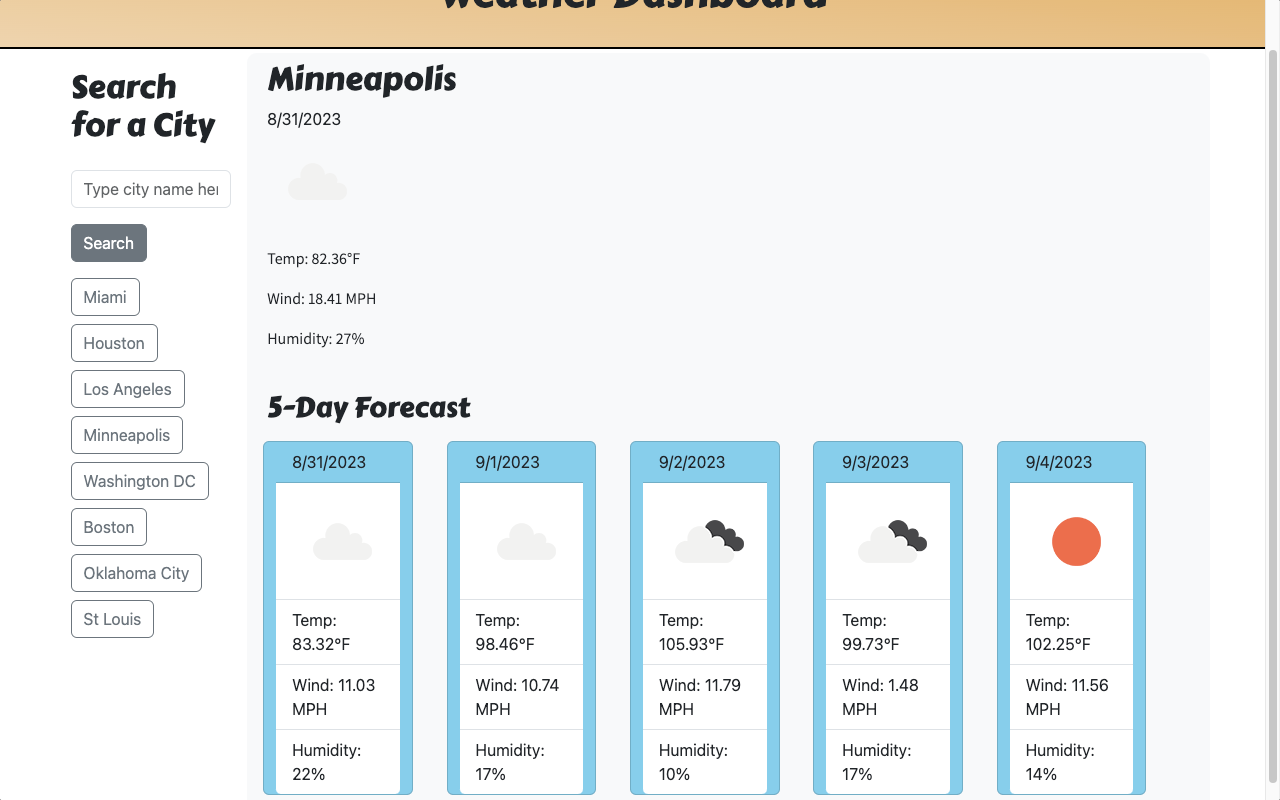 Weather Dashboard
Search
for a City
Type city name her
Search
Miami
Houston
Los Angeles
Minneapolis
Washington DC
Boston
Oklahoma City
St Louis
Minneapolis
8/31/2023
Temp: 82.36°F
Wind: 18.41 MPH
Humidity: 27%
5-Day Forecast
8/31/2023
Temp:
83.32°F
Wind: 11.03
MPH
Humidity:
22%
9/1/2023
Temp:
98.46°F
Wind: 10.74
MPH
Humidity:
17%
9/2/2023
Temp:
105.93°F
Wind: 11.79
MPH
Humidity:
10%
9/3/2023
Temp:
99.73°F
Wind: 1.48
MPH
Humidity:
17%
9/4/2023
Temp:
102.25°F
Wind: 11.56
MPH
Humidity:
14%